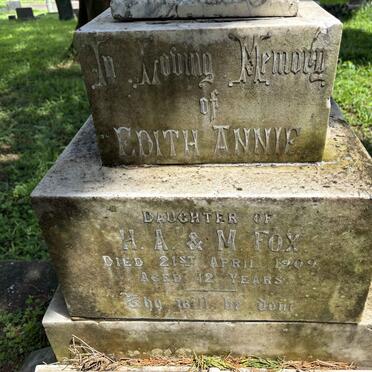 In Loving Memory
of
EDITH ANNIE
DAUGHTER OF
H. A. & M. FOX
DIED 21ST APRIL 1909
AGED 12 YEARS
Thy will be done